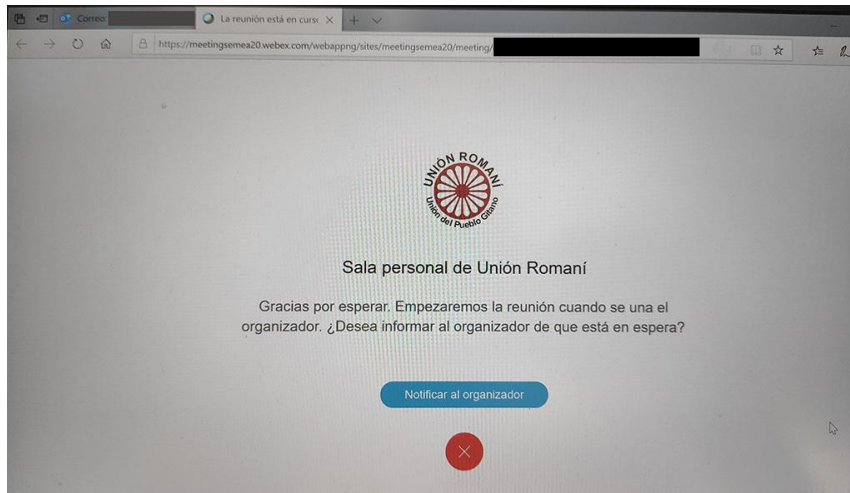 Correo:
La reunión está en curs
https://meetingsemea20.webex.com/webappng/sites/meetingsemea20/meeting/
UNIÓN ROMANÍ
Unión del Pueblo Gitano
Sala personal de Unión Romaní
Gracias por esperar. Empezaremos la reunión cuando se una el
organizador. ¿Desea informar al organizador de que está en espera?
Notificar al organizador